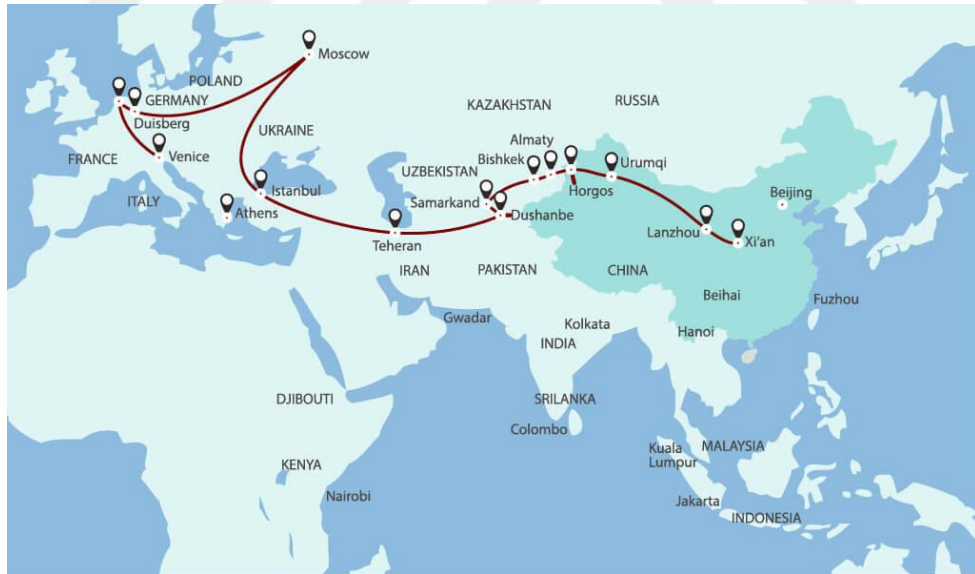 Moscow
POLAND
GERMANY
Duisberg
KAZAKHSTAN
RUSSIA
UKRAINE
Almaty
FRANCE
Venice
Bishkek
Urumqi
UZBEKISTAN
Istanbul
Horgos
Beijing
ITALY
Athens
Samarkand
Dushanbe
Lanzhou
Xi'an
Teheran
IRAN
PAKISTAN
CHINA
Beihai
Fuzhou
Gwadar
Kolkata
Hanoi
INDIA
DJIBOUTI
SRILANKA
Colombo
Kuala
Lumpur
MALAYSIA
KENYA
Nairobi
Jakarta
INDONESIA